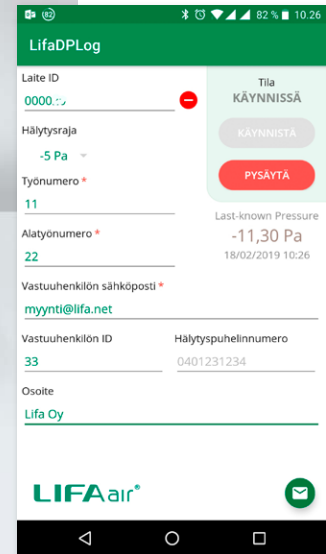 82 % 10.26
LifaDPLog
Laite ID
Hälytysraja
-5 Pa
Työnumero *
11
Alatyönumero *
22
Vastuuhenkilön sähköposti *
myynti@lifa.net
Vastuuhenkilön ID
33
Hälytyspuhelinnumero
0401231234
Osoite
Lifa Oy
Tila
KÄYNNISSÄ
KÄYNNISTÄ
PYSÄYTÄ
Last-known Pressure
-11,30 Pa
18/02/2019 10:26
LIFAair®